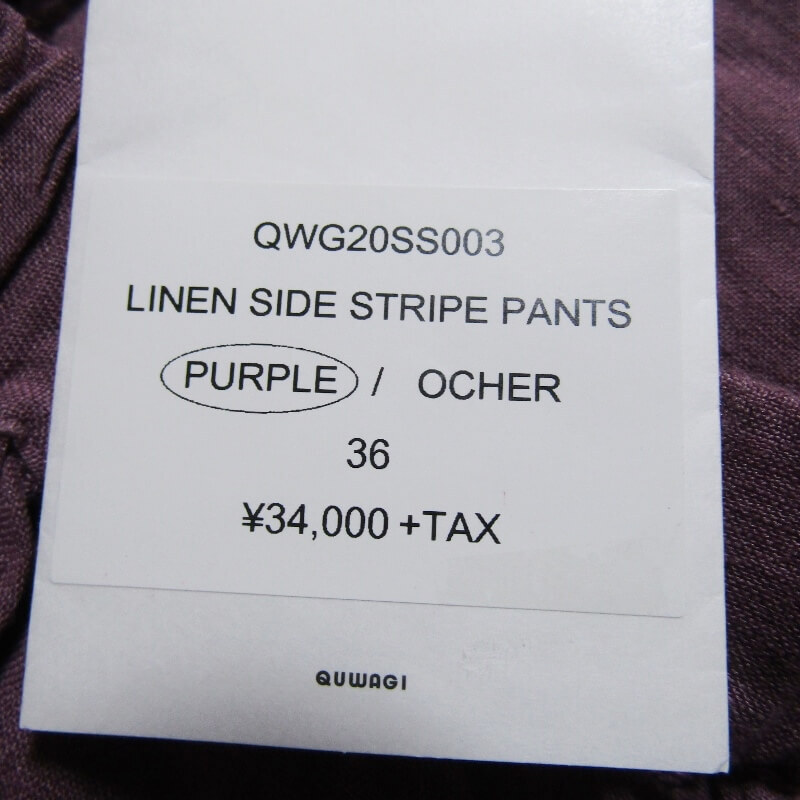 QWG20SS003
LINEN SIDE STRIPE PANTS
PURPLE / OCHER
36
¥34,000 +TAX
QUWAGI